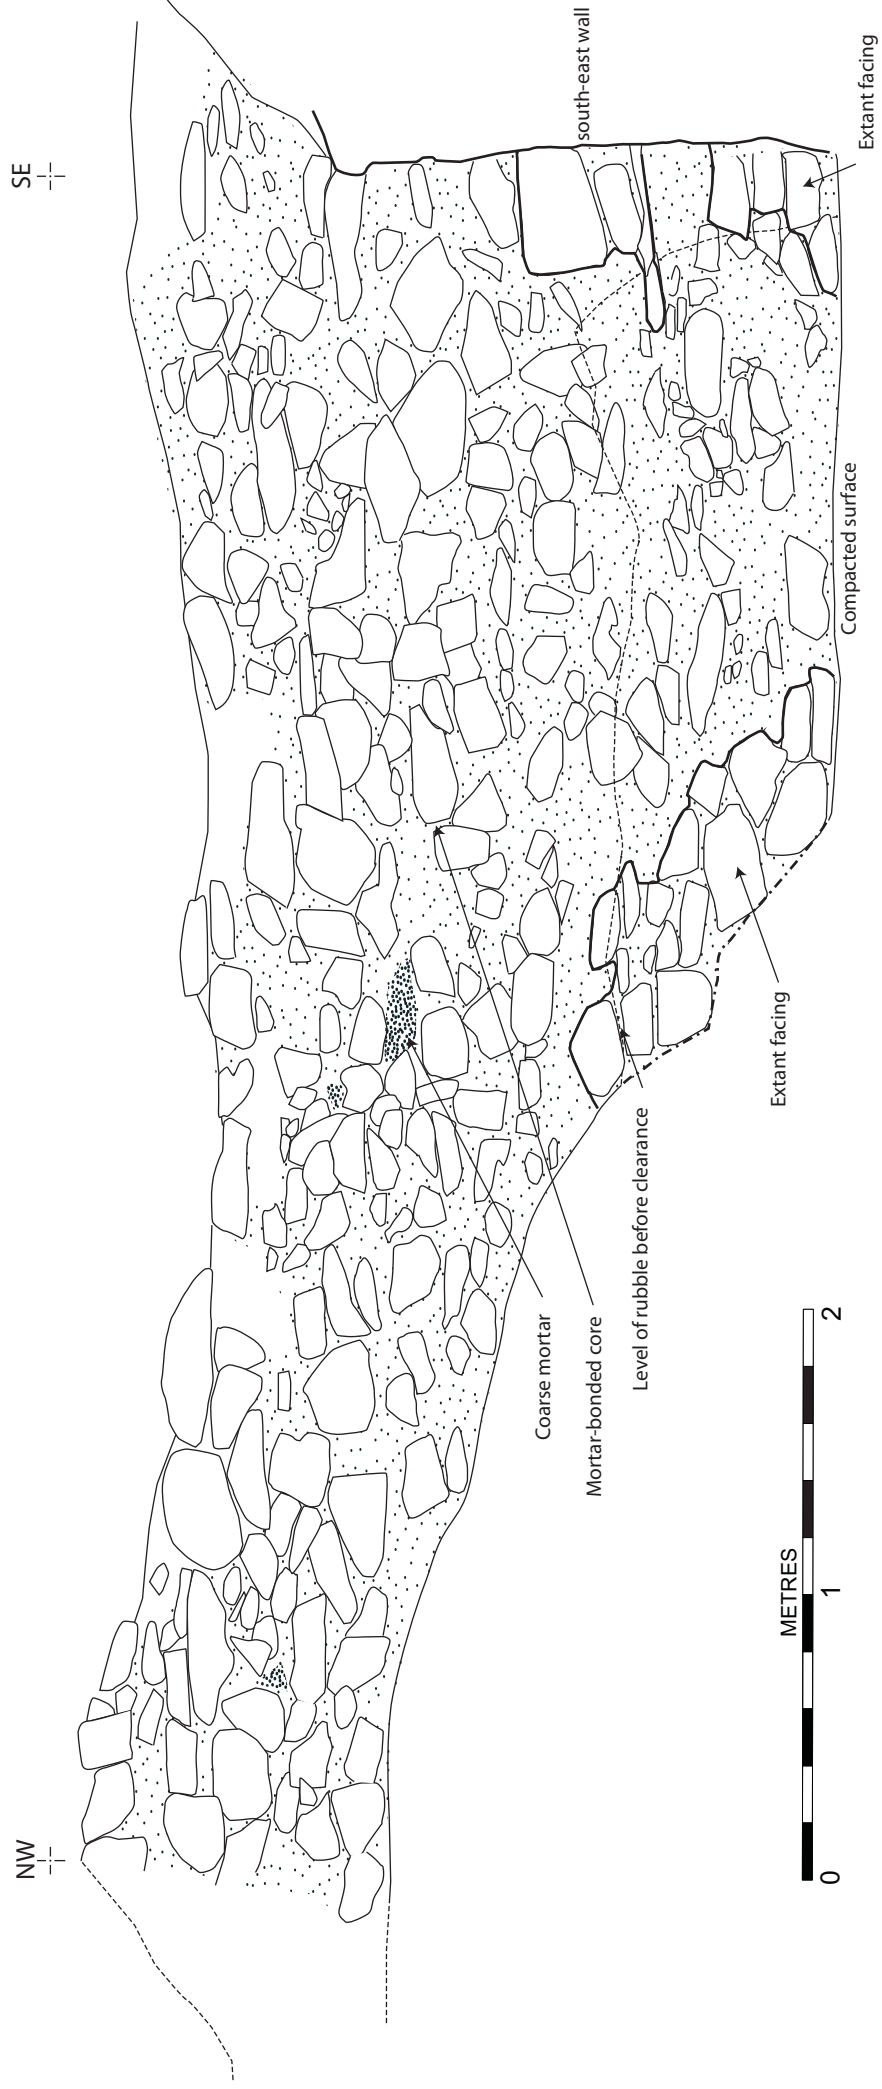 NW
SE
south-east wall
Extant facing
Compacted surface
Extant facing
Level of rubble before clearance
Mortar-bonded core
Coarse mortar
METRES
0 1 2